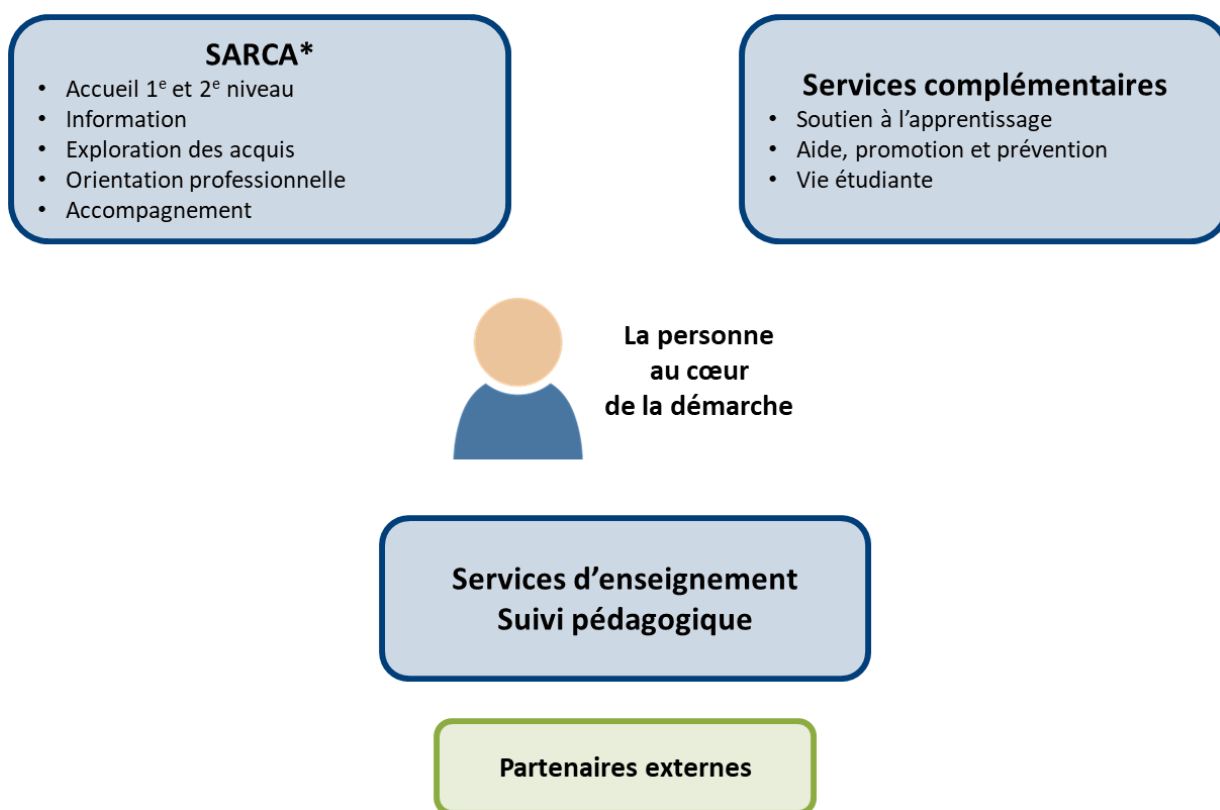 SARCA*
• Accueil 1e et 2e niveau
• Information
• Exploration des acquis
• Orientation professionnelle
• Accompagnement
Services complémentaires
• Soutien à l’apprentissage
• Aide, promotion et prévention
• Vie étudiante
La personne
au cœur
de la démarche
Services d’enseignement
Suivi pédagogique
Partenaires externes